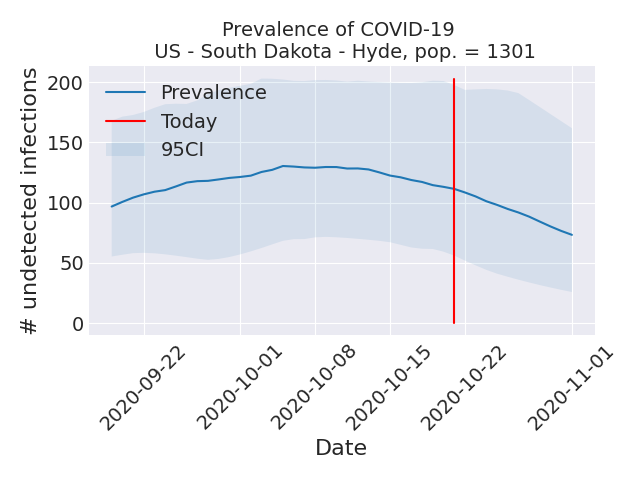 Prevalence of COVID-19
US - South Dakota - Hyde, pop. = 1301
# undetected infections
200
150
100
50
0
Prevalence
Today
95CI
2020-09-22
2020-10-01
2020-10-08
2020-10-15
2020-10-22
2020-11-01
Date